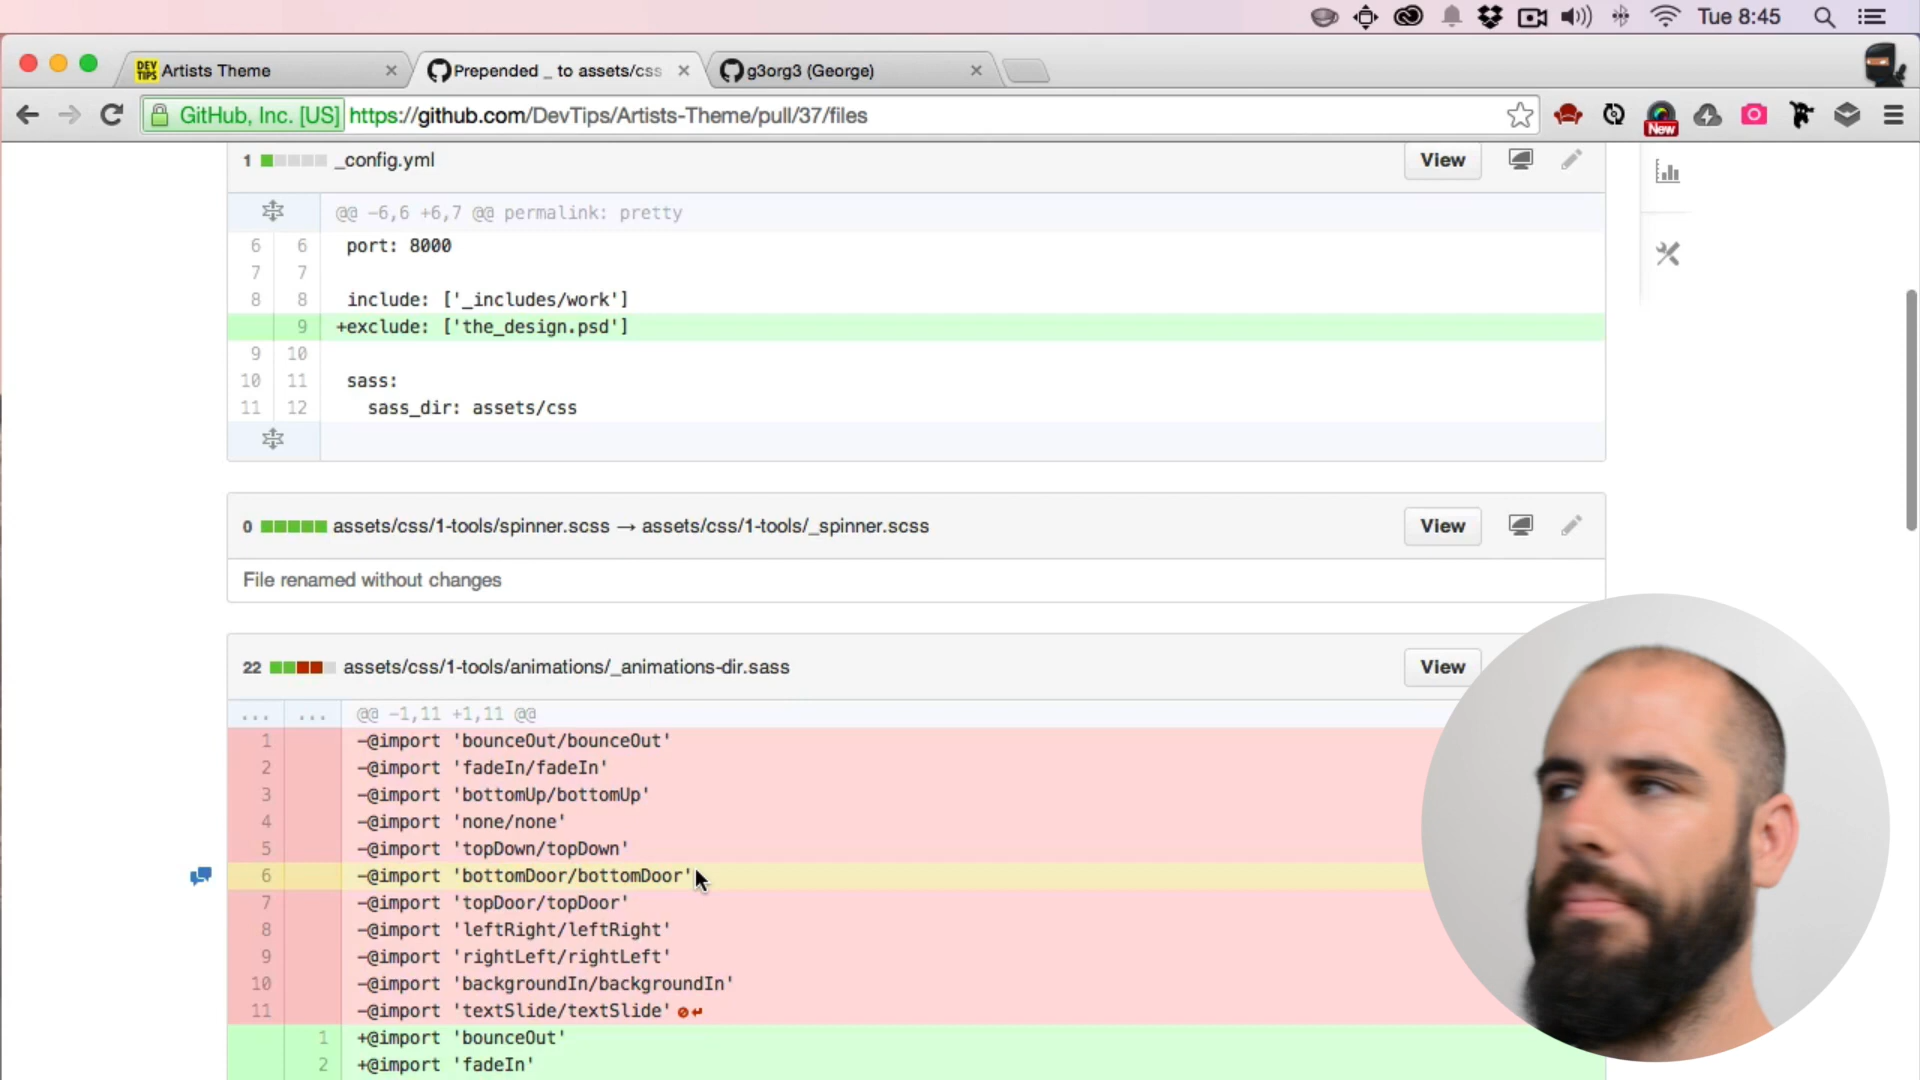 Tue 8:45
DEV TIPS Artists Theme
Prepended _ to assets/css
g3org3 (George)
GitHub, Inc. [US] https://github.com/DevTips/Artists-Theme/pull/37/files
New
1 _config.yml View
@@ -6,6 +6,7 @@ permalink: pretty
6 6 port: 8000
7 7
8 8 include: ['_includes/work']
9 +exclude: ['the_design.psd']
9 10
10 11 sass:
11 12 sass_dir: assets/css
0 assets/css/1-tools/spinner.scss → assets/css/1-tools/_spinner.scss View
File renamed without changes
22 assets/css/1-tools/animations/_animations-dir.sass View
... ... @@ -1,11 +1,11 @@
1 -@import 'bounceOut/bounceOut'
2 -@import 'fadeIn/fadeIn'
3 -@import 'bottomUp/bottomUp'
4 -@import 'none/none'
5 -@import 'topDown/topDown'
6 -@import 'bottomDoor/bottomDoor'
7 -@import 'topDoor/topDoor'
8 -@import 'leftRight/leftRight'
9 -@import 'rightLeft/rightLeft'
10 -@import 'backgroundIn/backgroundIn'
11 -@import 'textSlide/textSlide'
1 +@import 'bounceOut'
2 +@import 'fadeIn'